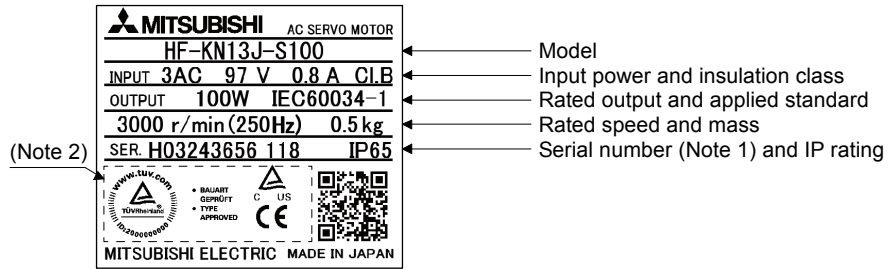 MITSUBISHI AC SERVO MOTOR
HF-KN13J-S100
Model
INPUT 3AC 97 V 0.8 A CI.B
Input power and insulation class
OUTPUT 100W IEC60034-1
Rated output and applied standard
3000 r/min(250Hz) 0.5kg
Rated speed and mass
SER. H03243656 118 IP65
Serial number (Note 1) and IP rating
(Note 2)
www.tuv.com
TÜVRheinland®
ID:2000000000
• BAUART
GEPRÜFT
• TYPE
APPROVED
C US
CE
MITSUBISHI ELECTRIC MADE IN JAPAN